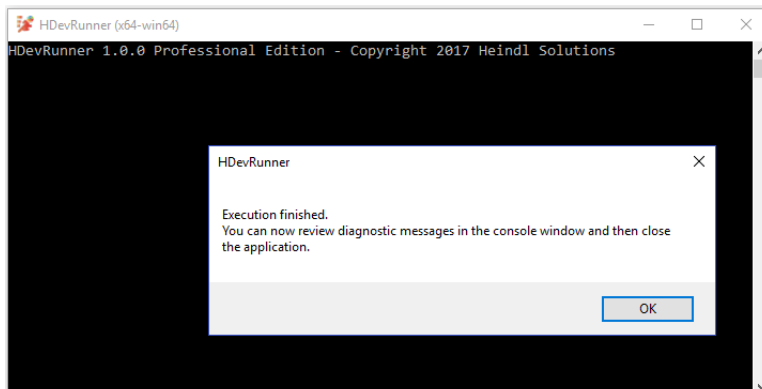 HDevRunner (x64-win64)
HDevRunner 1.0.0 Professional Edition - Copyright 2017 Heindl Solutions
HDevRunner
Execution finished.
You can now review diagnostic messages in the console window and then close
the application.
OK